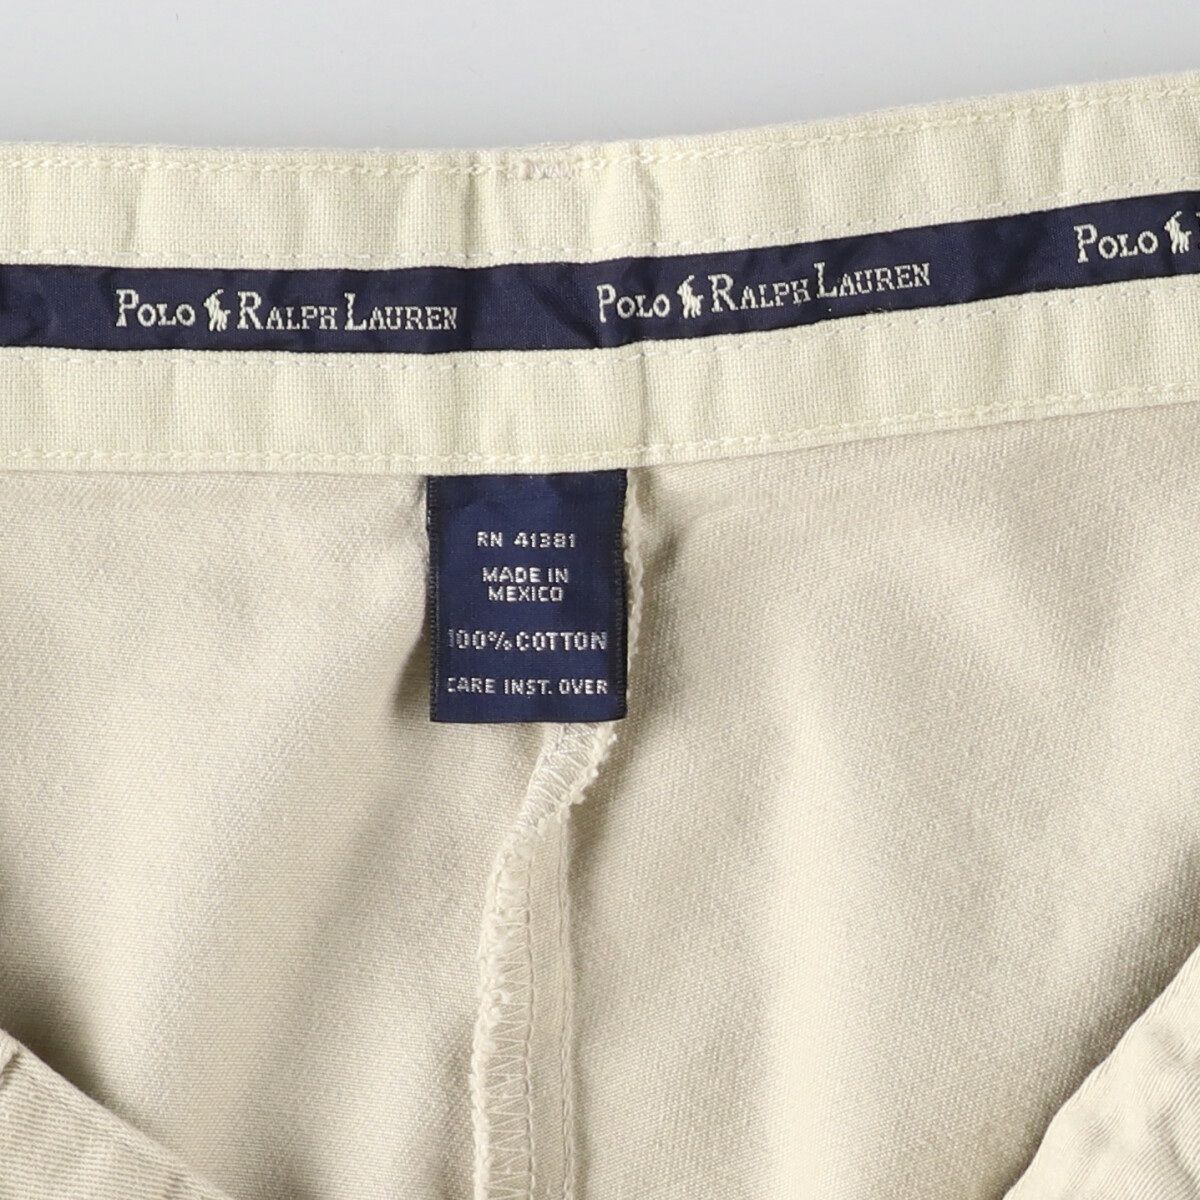 POLO RALPH LAUREN
POLO RALPH LAUREN
POLO
RN 41381
MADE IN
MEXICO
100% COTTON
CARE INST. OVER